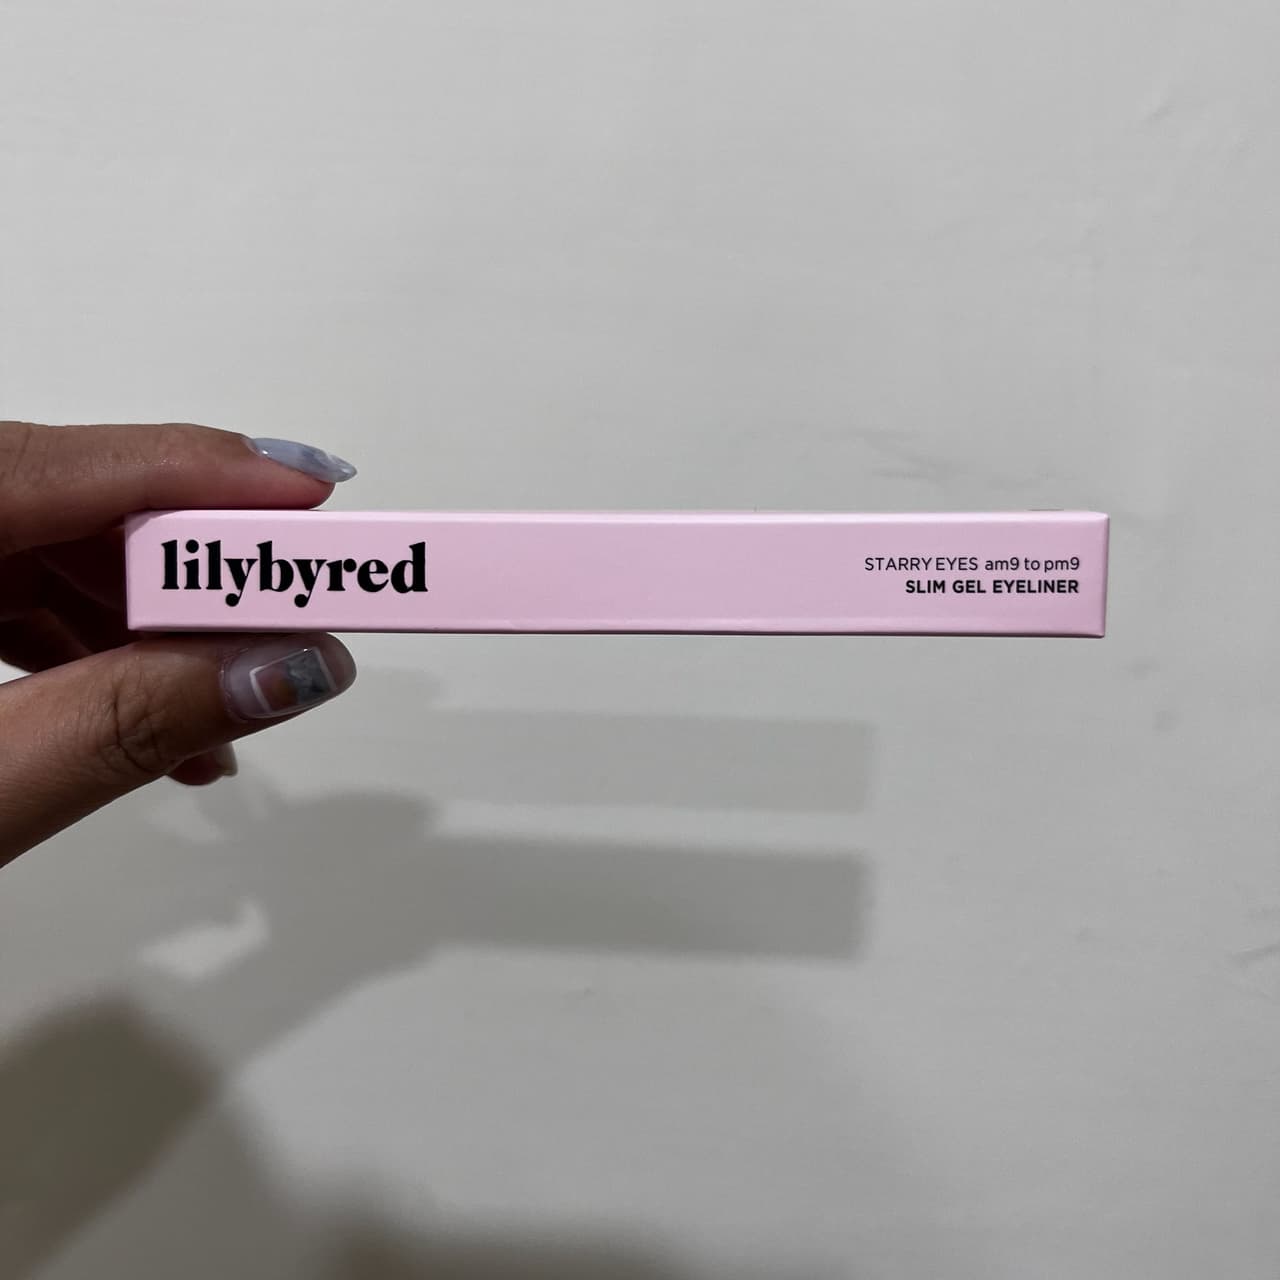 lilybyred
STARRY EYES am9 to pm9
SLIM GEL EYELINER